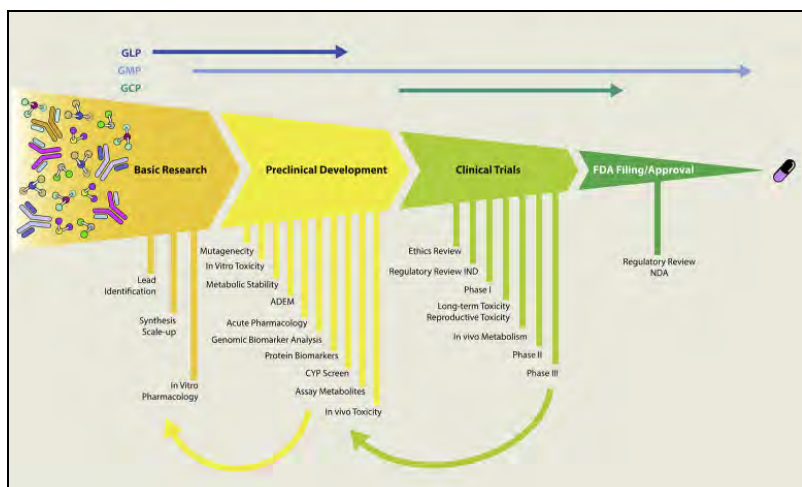 GLP
GMP
GCP
Basic Research
Preclinical Development
Clinical Trials
FDA Filing/Approval
Lead
Identification
Synthesis
Scale-up
In Vitro
Pharmacology
Mutagenecity
In Vitro Toxicity
Metabolic Stability
ADEM
Acute Pharmacology
Genomic Biomarker Analysis
Protein Biomarkers
CYP Screen
Assay Metabolites
In vivo Toxicity
Ethics Review
Regulatory Review IND
Phase I
Long-term Toxicity
Reproductive Toxicity
In vivo Metabolism
Phase II
Phase III
Regulatory Review
NDA